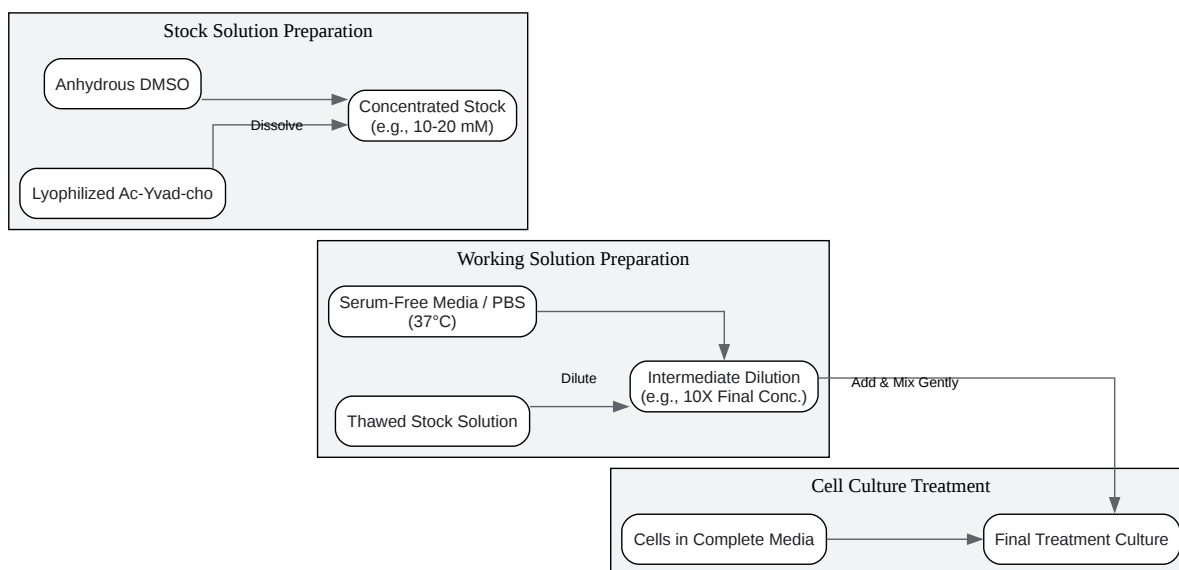 Stock Solution Preparation
Anhydrous DMSO
Concentrated Stock
(e.g., 10-20 mM)
Dissolve
Lyophilized Ac-Yvad-cho
Working Solution Preparation
Serum-Free Media / PBS
(37°C)
Dilute
Intermediate Dilution
(e.g., 10X Final Conc.)
Add & Mix Gently
Thawed Stock Solution
Cell Culture Treatment
Cells in Complete Media
Final Treatment Culture